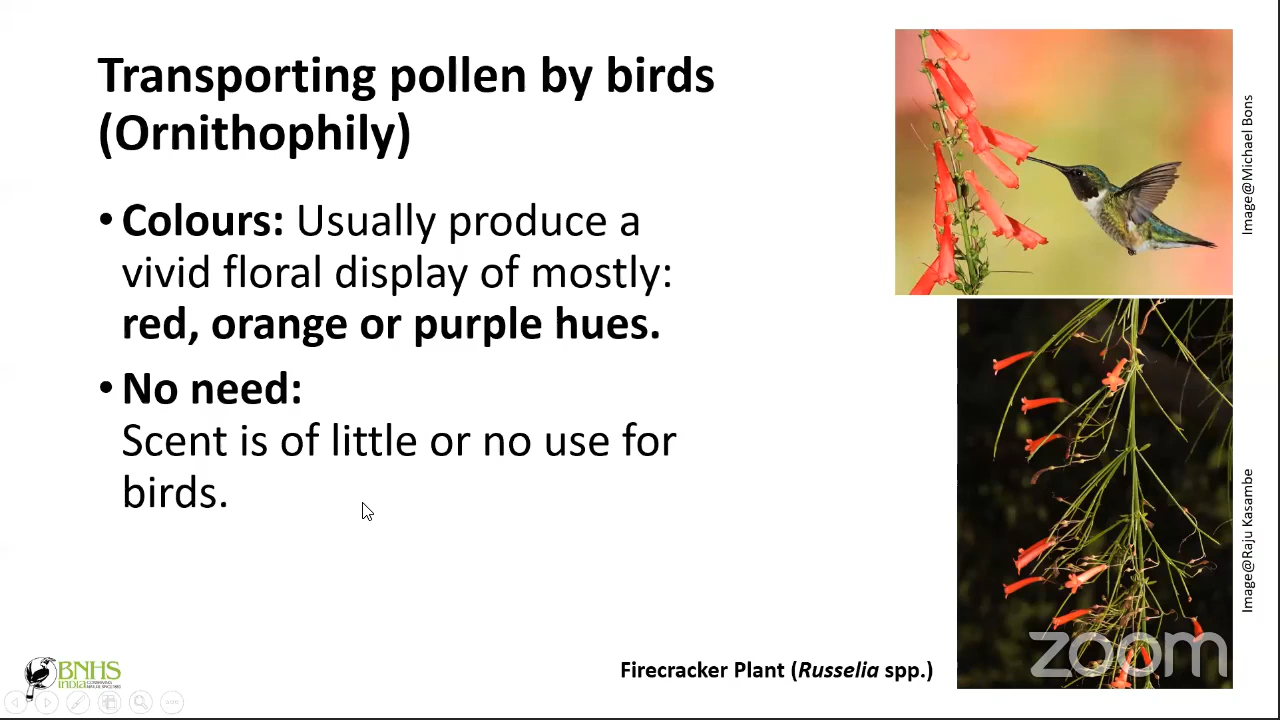 Transporting pollen by birds
(Ornithophily)
• Colours: Usually produce a
vivid floral display of mostly:
red, orange or purple hues.
• No need:
Scent is of little or no use for
birds.
Image@Michael Bons
Image@Raju Kasambe
Firecracker Plant (Russelia spp.)
zoom
BNHS
INDIA